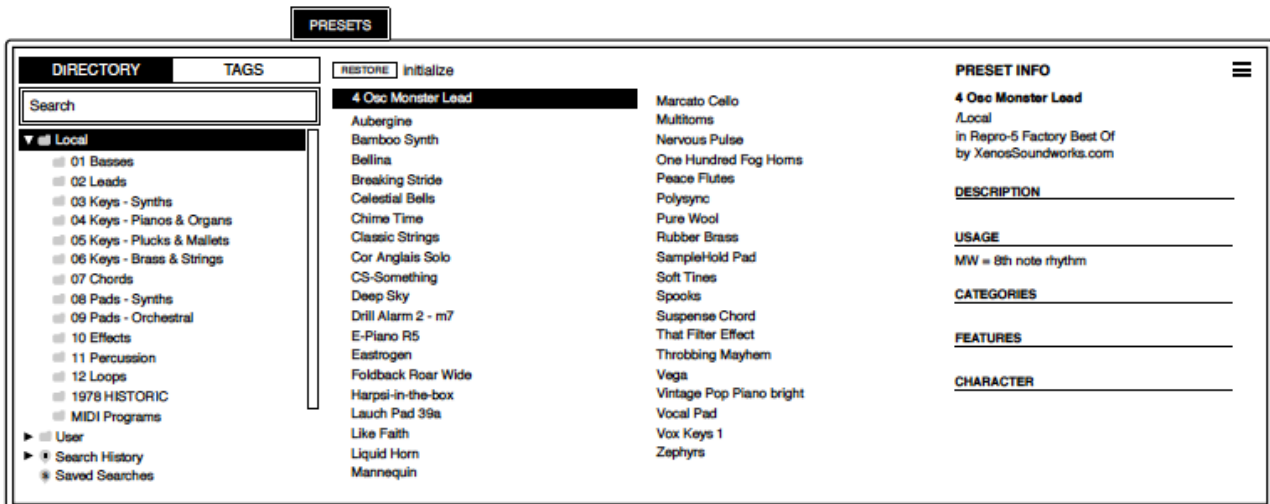 PRESETS
DIRECTORY TAGS
Search
Local
01 Basses
02 Leads
03 Keys - Synths
04 Keys - Pianos & Organs
05 Keys - Plucks & Mallets
06 Keys - Brass & Strings
07 Chords
08 Pads - Synths
09 Pads - Orchestral
10 Effects
11 Percussion
12 Loops
1978 HISTORIC
MIDI Programs
User
Search History
Saved Searches
RESTORE initialize
4 Osc Monster Lead
Aubergine
Bamboo Synth
Bellina
Breaking Stride
Celestial Bells
Chime Time
Classic Strings
Cor Anglais Solo
CS-Something
Deep Sky
Drill Alarm 2 - m7
E-Piano R5
Eastrogen
Foldback Roar Wide
Harpsi-in-the-box
Lauch Pad 39a
Like Faith
Liquid Horn
Mannequin
Marcato Cello
Multitoms
Nervous Pulse
One Hundred Fog Horns
Peace Flutes
Polysync
Pure Wool
Rubber Brass
SampleHold Pad
Soft Tines
Spooks
Suspense Chord
That Filter Effect
Throbbing Mayhem
Vega
Vintage Pop Piano bright
Vocal Pad
Vox Keys 1
Zephyrs
PRESET INFO
4 Osc Monster Lead
/Local
in Repro-5 Factory Best Of
by XenosSoundworks.com
DESCRIPTION
USAGE
MW = 8th note rhythm
CATEGORIES
FEATURES
CHARACTER